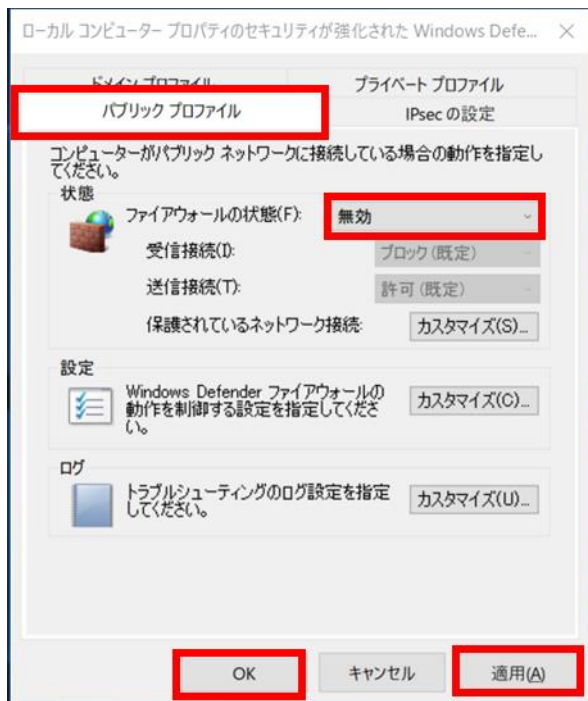 ローカル コンピューター プロパティのセキュリティが強化された Windows Defe...
ドメイン プロファイル
プライベート プロファイル
パブリック プロファイル
IPsec の設定
コンピューターがパブリック ネットワークに接続している場合の動作を指定し
てください。
状態
ファイアウォールの状態(F):
無効
受信接続(I):
ブロック (既定)
送信接続(T):
許可 (既定)
保護されているネットワーク接続:
カスタマイズ(S)...
設定
Windows Defender ファイアウォールの
動作を制御する設定を指定してくださ
い。
カスタマイズ(C)...
ログ
トラブルシューティングのログ設定を指定
してください。
カスタマイズ(U)...
OK
キャンセル
適用(A)